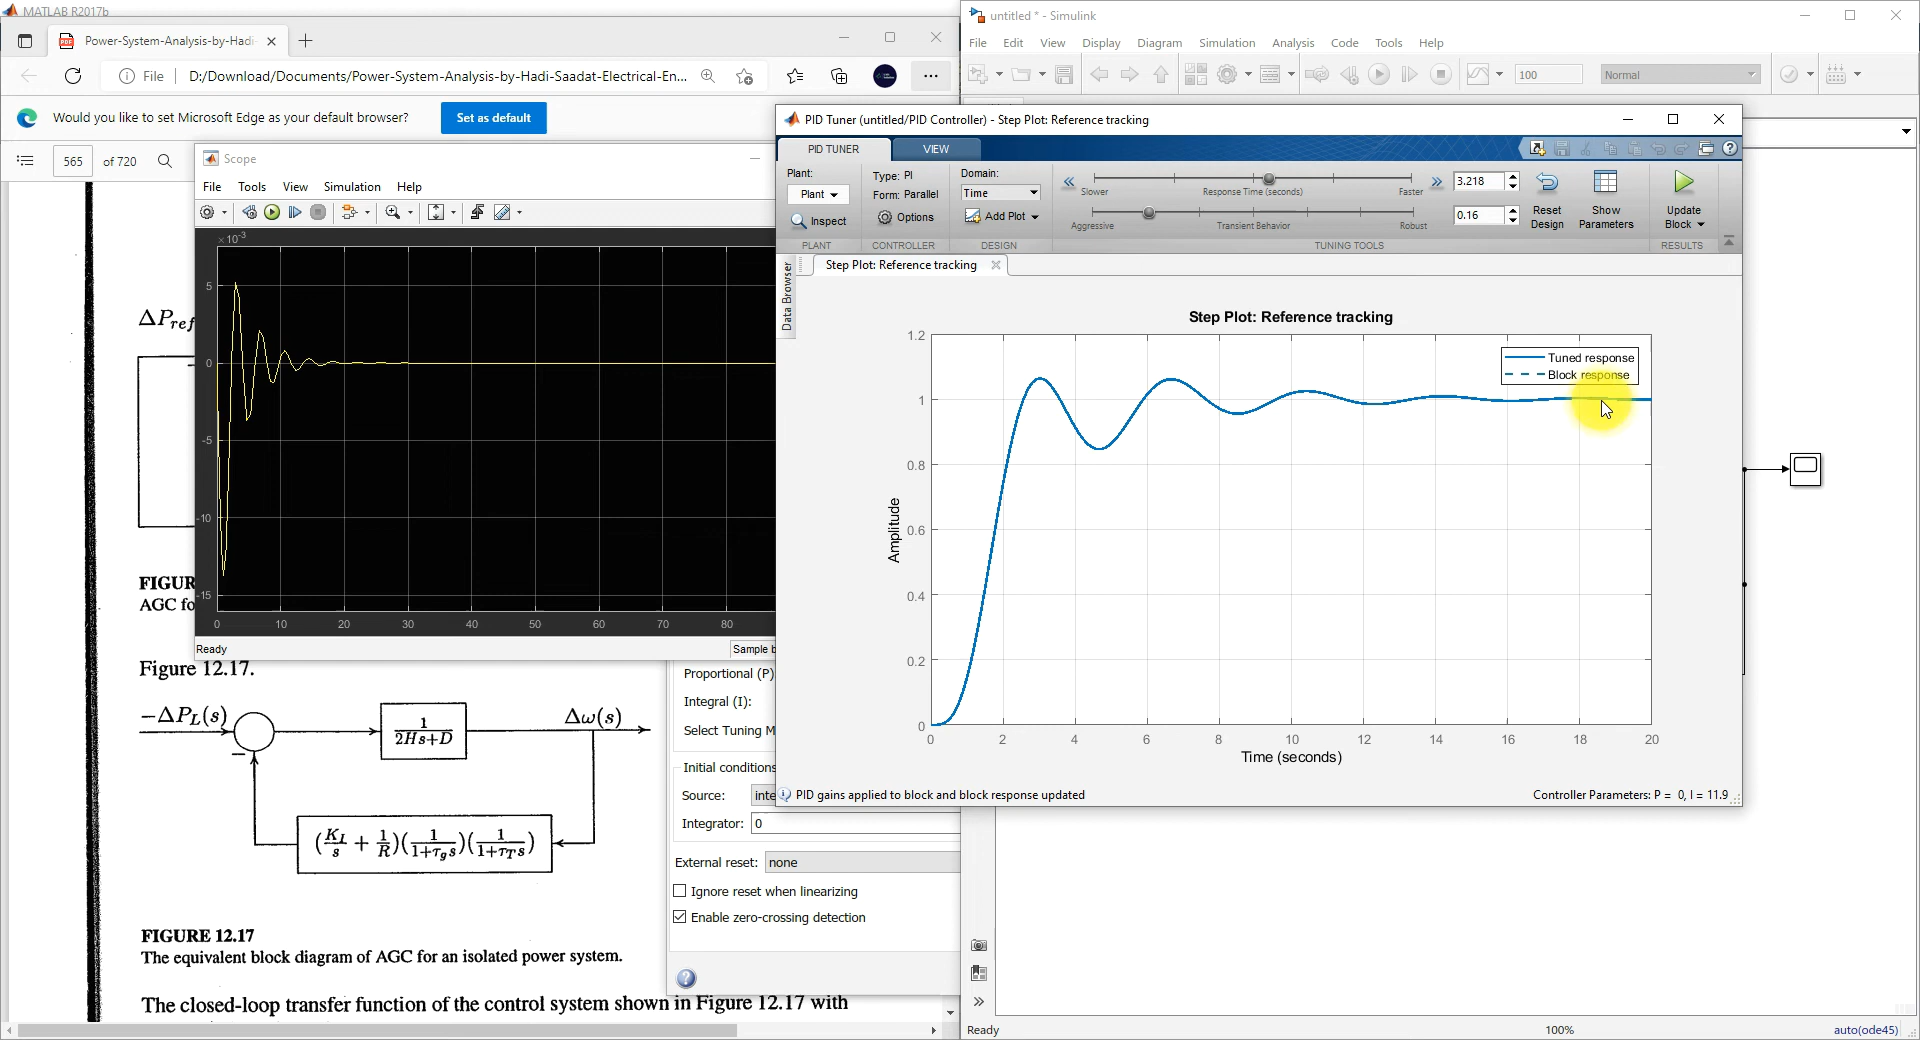 MATLAB R2017b
Power-System-Analysis-by-Hadi-
File D:/Download/Documents/Power-System-Analysis-by-Hadi-Saadat-Electrical-En...
Would you like to set Microsoft Edge as your default browser?
Set as default
565 of 720
ΔP_ref
FIGUR
AGC fo
Figure 12.17.
−ΔP_L(s)
1
2Hs+D
Δω(s)
−
(K_I/s + 1/R)(1/1+τ_g s)(1/1+τ_T s)
FIGURE 12.17
The equivalent block diagram of AGC for an isolated power system.
The closed-loop transfer function of the control system shown in Figure 12.17 with
Scope
File Tools View Simulation Help
×10⁻³
5
0
-5
-10
-15
0 10 20 30 40 50 60 70 80
Ready
Sample b
Proportional (P)
Integral (I):
Select Tuning M
Initial conditions
Source: inte
Integrator: 0
External reset: none
Ignore reset when linearizing
Enable zero-crossing detection
untitled * - Simulink
File Edit View Display Diagram Simulation Analysis Code Tools Help
100
Normal
PID Tuner (untitled/PID Controller) - Step Plot: Reference tracking
PID TUNER VIEW
Plant:
Plant
Inspect
PLANT
Type: PI
Form: Parallel
Options
CONTROLLER
Domain:
Time
Add Plot
DESIGN
Slower Response Time (seconds) Faster
3.218
Aggressive Transient Behavior Robust
0.16
TUNING TOOLS
Reset
Design
Show
Parameters
Update
Block
RESULTS
Data Browser
Step Plot: Reference tracking
Step Plot: Reference tracking
Tuned response
Block response
Amplitude
1.2
1
0.8
0.6
0.4
0.2
0
0 2 4 6 8 10 12 14 16 18 20
Time (seconds)
PID gains applied to block and block response updated
Controller Parameters: P = 0, I = 11.9
Ready
100%
auto(ode45)